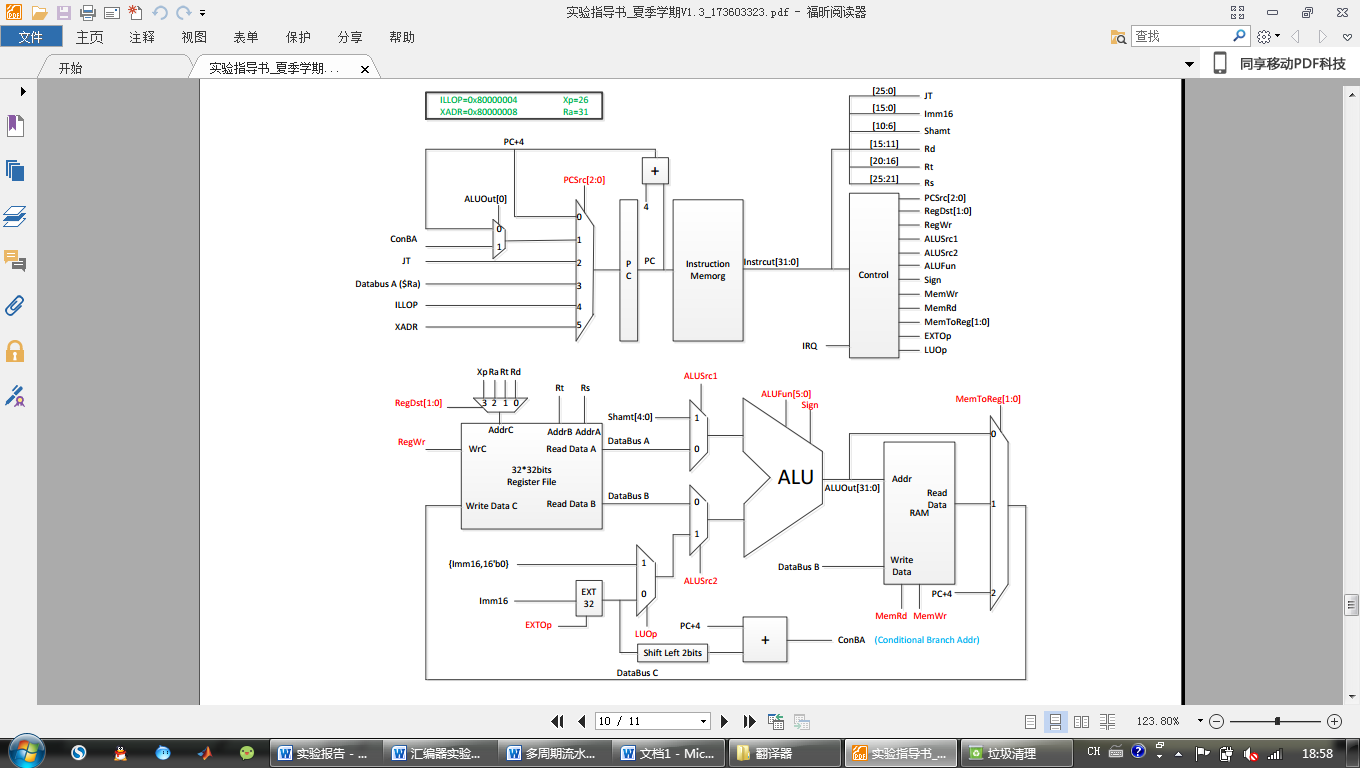 实验指导书_夏季学期V1.3_173603323.pdf - 福昕阅读器
文件 主页 注释 视图 表单 保护 分享 帮助
查找
开始
实验指导书_夏季学期...
同享移动PDF科技
ILLOP=0x80000004 Xp=26
XADR=0x80000008 Ra=31
PC+4
+
4
PCSrc[2:0]
ALUOut[0]
0
1
ConBA
JT
Databus A ($Ra)
ILLOP
XADR
0
1
2
3
4
5
P
C
PC
Instruction
Memorg
Instrcut[31:0]
[25:0] JT
[15:0] Imm16
[10:6] Shamt
[15:11] Rd
[20:16] Rt
[25:21] Rs
Control
IRQ
PCSrc[2:0]
RegDst[1:0]
RegWr
ALUSrc1
ALUSrc2
ALUFun
Sign
MemWr
MemRd
MemToReg[1:0]
EXTOp
LUOp
Xp Ra Rt Rd
RegDst[1:0]
3 2 1 0
Rt Rs
AddrC
AddrB AddrA
RegWr
WrC
Read Data A
32*32bits
Register File
Write Data C
Read Data B
Shamt[4:0]
DataBus A
DataBus B
ALUSrc1
1
0
0
1
ALUSrc2
ALUFun[5:0]
Sign
ALU
ALUOut[31:0]
MemToReg[1:0]
0
1
2
Addr
Read
Data
RAM
Write
Data
DataBus B
PC+4
MemRd MemWr
{Imm16,16'b0}
1
0
Imm16
EXT
32
EXTOp
LUOp
PC+4
Shift Left 2bits
+
ConBA (Conditional Branch Addr)
DataBus C
10 / 11
123.80%
实验报告 - ...
汇编器实验...
多周期流水...
文档1 - Mic...
翻译器
实验指导书_...
垃圾清理
CH
18:58